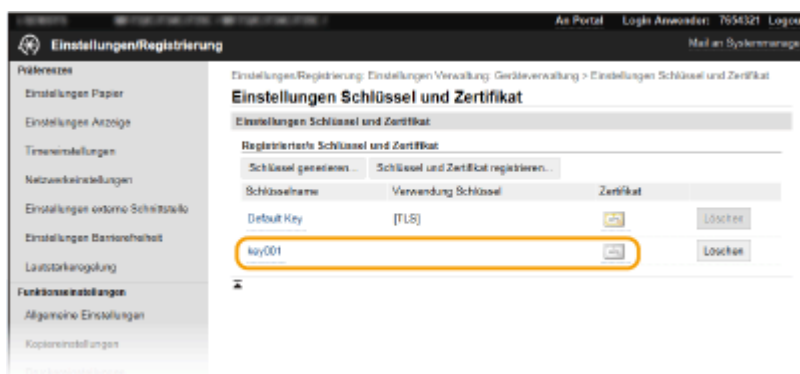 An Portal Login Anwender: 7654321 Logou
Einstellungen/Registrierung
Mail an Systemmanage
Präferenzen
Einstellungen Papier
Einstellungen Anzeige
Timereinstellungen
Netzwerkeinstellungen
Einstellungen externe Schnittstelle
Einstellungen Barrierefreiheit
Lautstärkeregelung
Funktionseinstellungen
Allgemeine Einstellungen
Kopiereinstellungen
Einstellungen/Registrierung: Einstellungen Verwaltung: Geräteverwaltung > Einstellungen Schlüssel und Zertifikat
Einstellungen Schlüssel und Zertifikat
Einstellungen Schlüssel und Zertifikat
Registrierte/s Schlüssel und Zertifikat
Schlüssel generieren... Schlüssel und Zertifikat registrieren...
Schlüsselname Verwendung Schlüssel Zertifikat
Default Key [TLS] Löschen
key001 Löschen